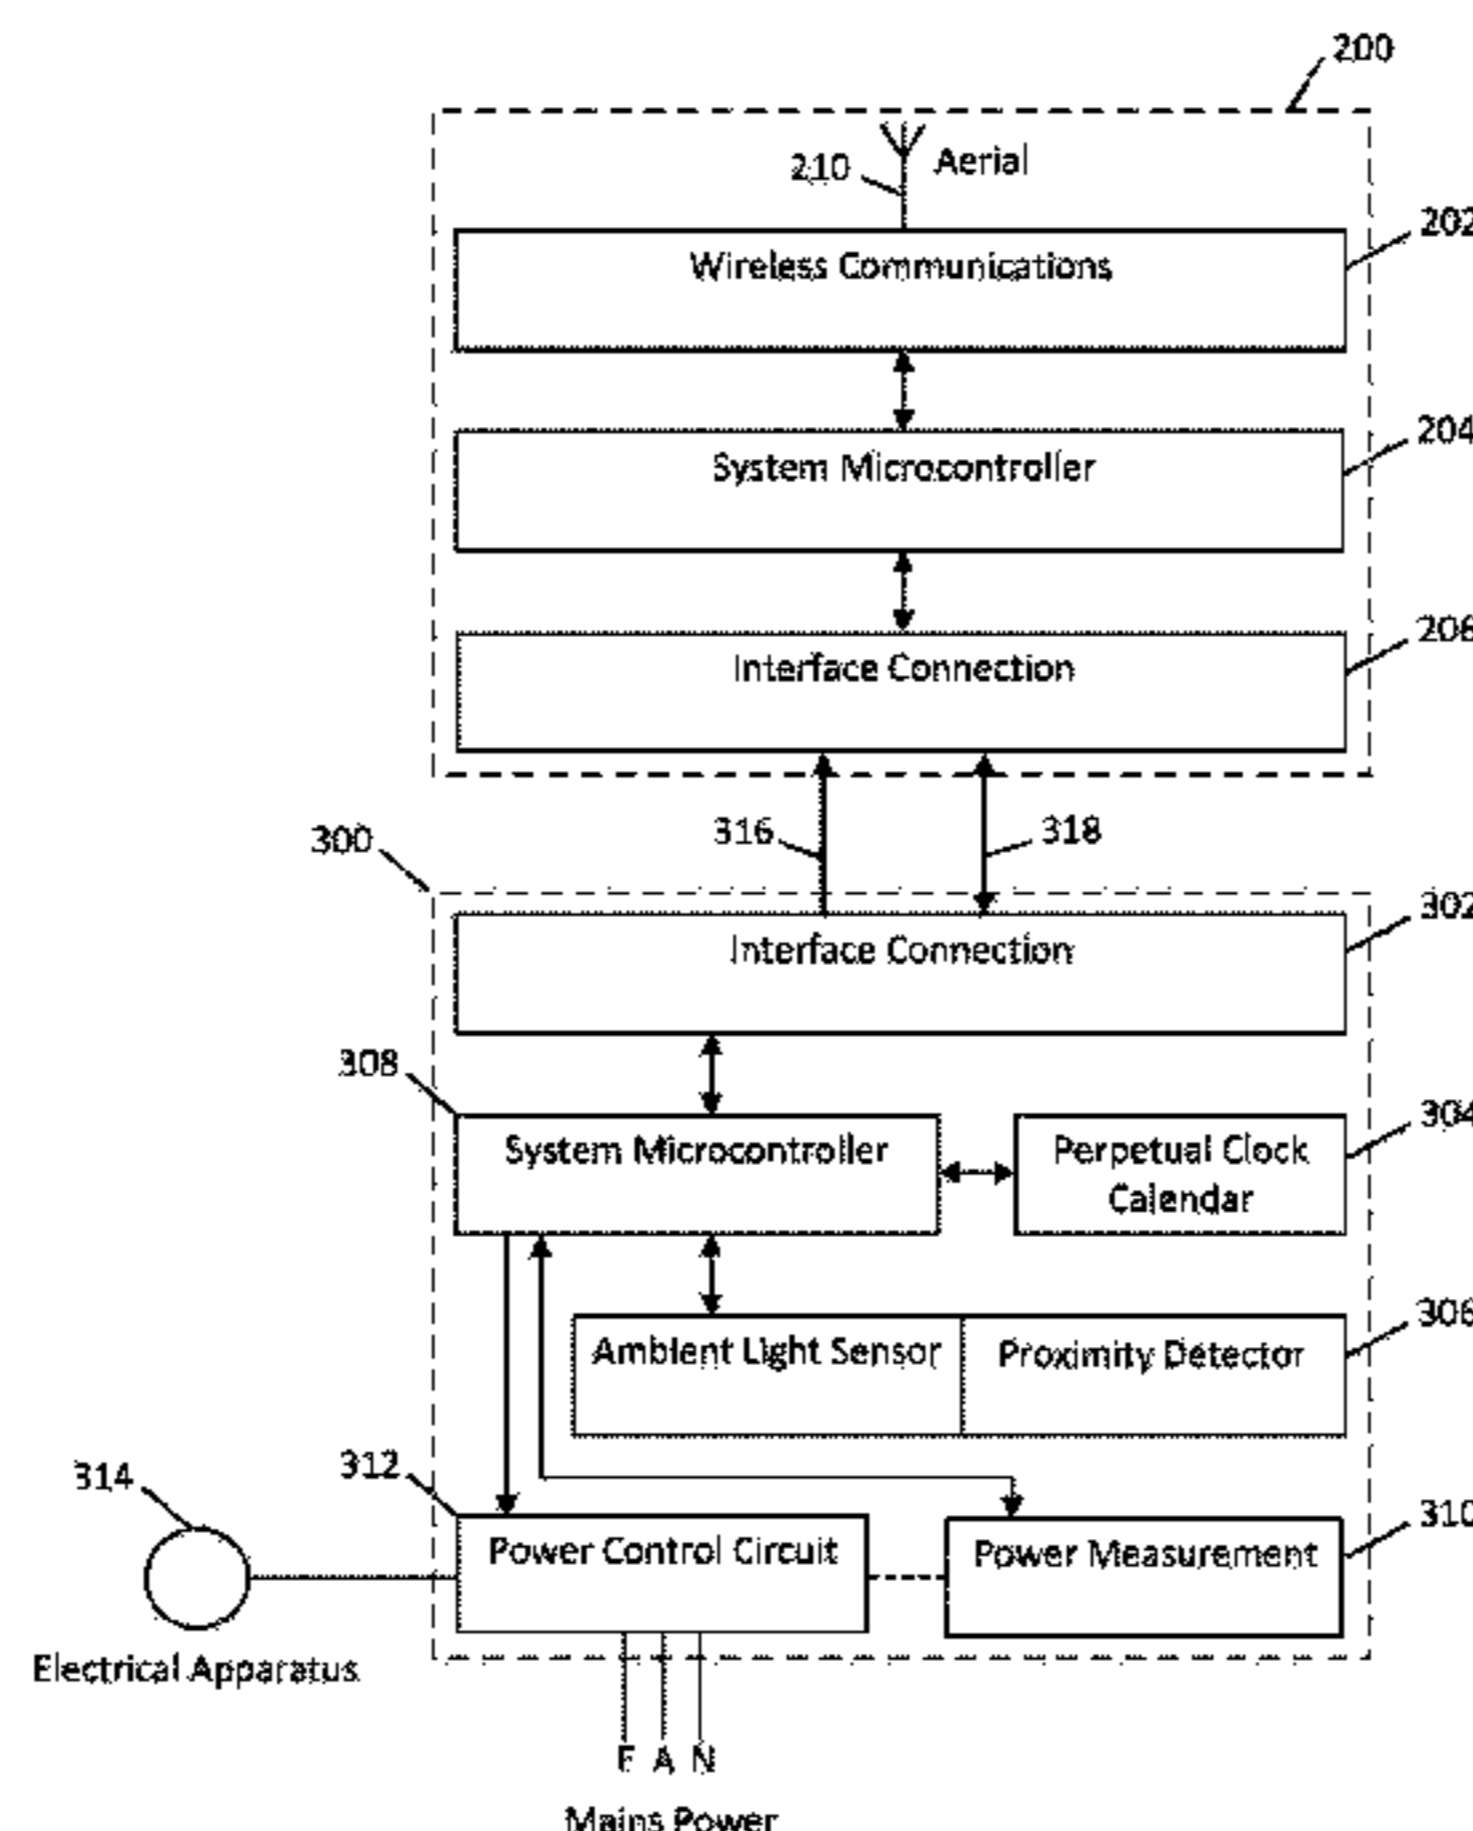 200
210 Aerial
202
Wireless Communications
204
System Microcontroller
206
Interface Connection
316 318
300
302
Interface Connection
308
System Microcontroller
304
Perpetual Clock
Calendar
306
Ambient Light Sensor
Proximity Detector
314
312
310
Power Control Circuit
Power Measurement
Electrical Apparatus
E A N
Mains Power